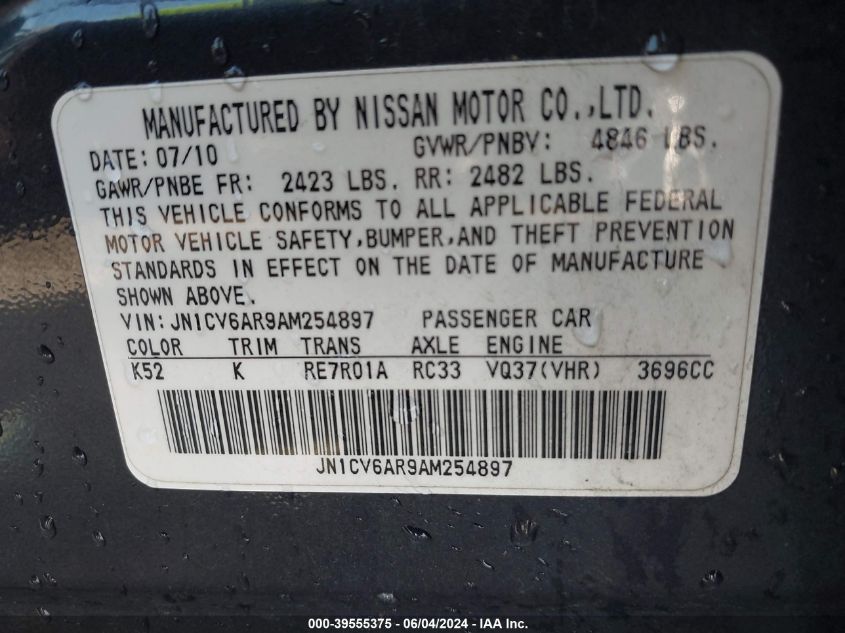 MANUFACTURED BY NISSAN MOTOR CO.,LTD.
DATE: 07/10 GVWR/PNBV: 4846 LBS.
GAWR/PNBE FR: 2423 LBS. RR: 2482 LBS.
THIS VEHICLE CONFORMS TO ALL APPLICABLE FEDERAL
MOTOR VEHICLE SAFETY,BUMPER,AND THEFT PREVENTION
STANDARDS IN EFFECT ON THE DATE OF MANUFACTURE
SHOWN ABOVE.
VIN: JN1CV6AR9AM254897 PASSENGER CAR
COLOR TRIM TRANS AXLE ENGINE
K52 K RE7R01A RC33 VQ37(VHR) 3696CC
JN1CV6AR9AM254897
000-39555375 - 06/04/2024 - IAA Inc.